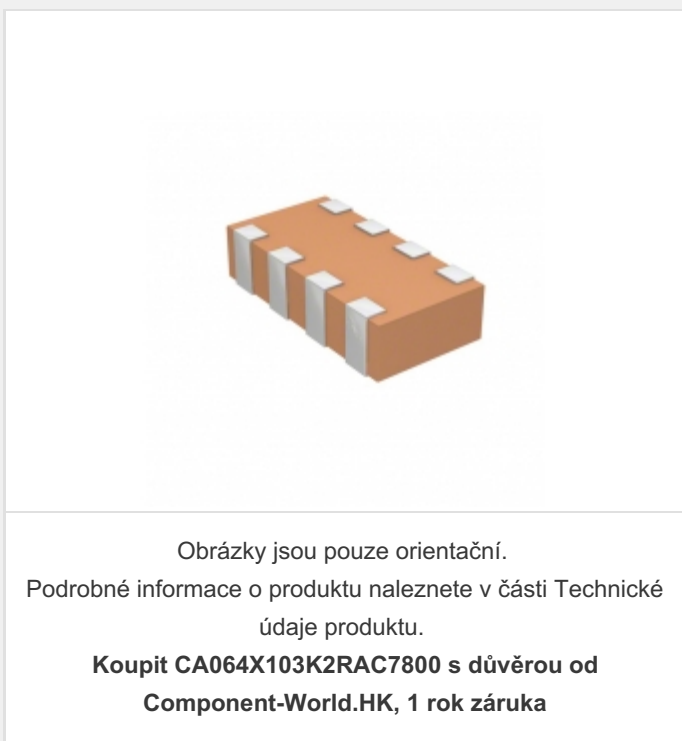 Obrázky jsou pouze orientační.
Podrobné informace o produktu naleznete v části Technické
údaje produktu.
Koupit CA064X103K2RAC7800 s důvěrou od
Component-World.HK, 1 rok záruka